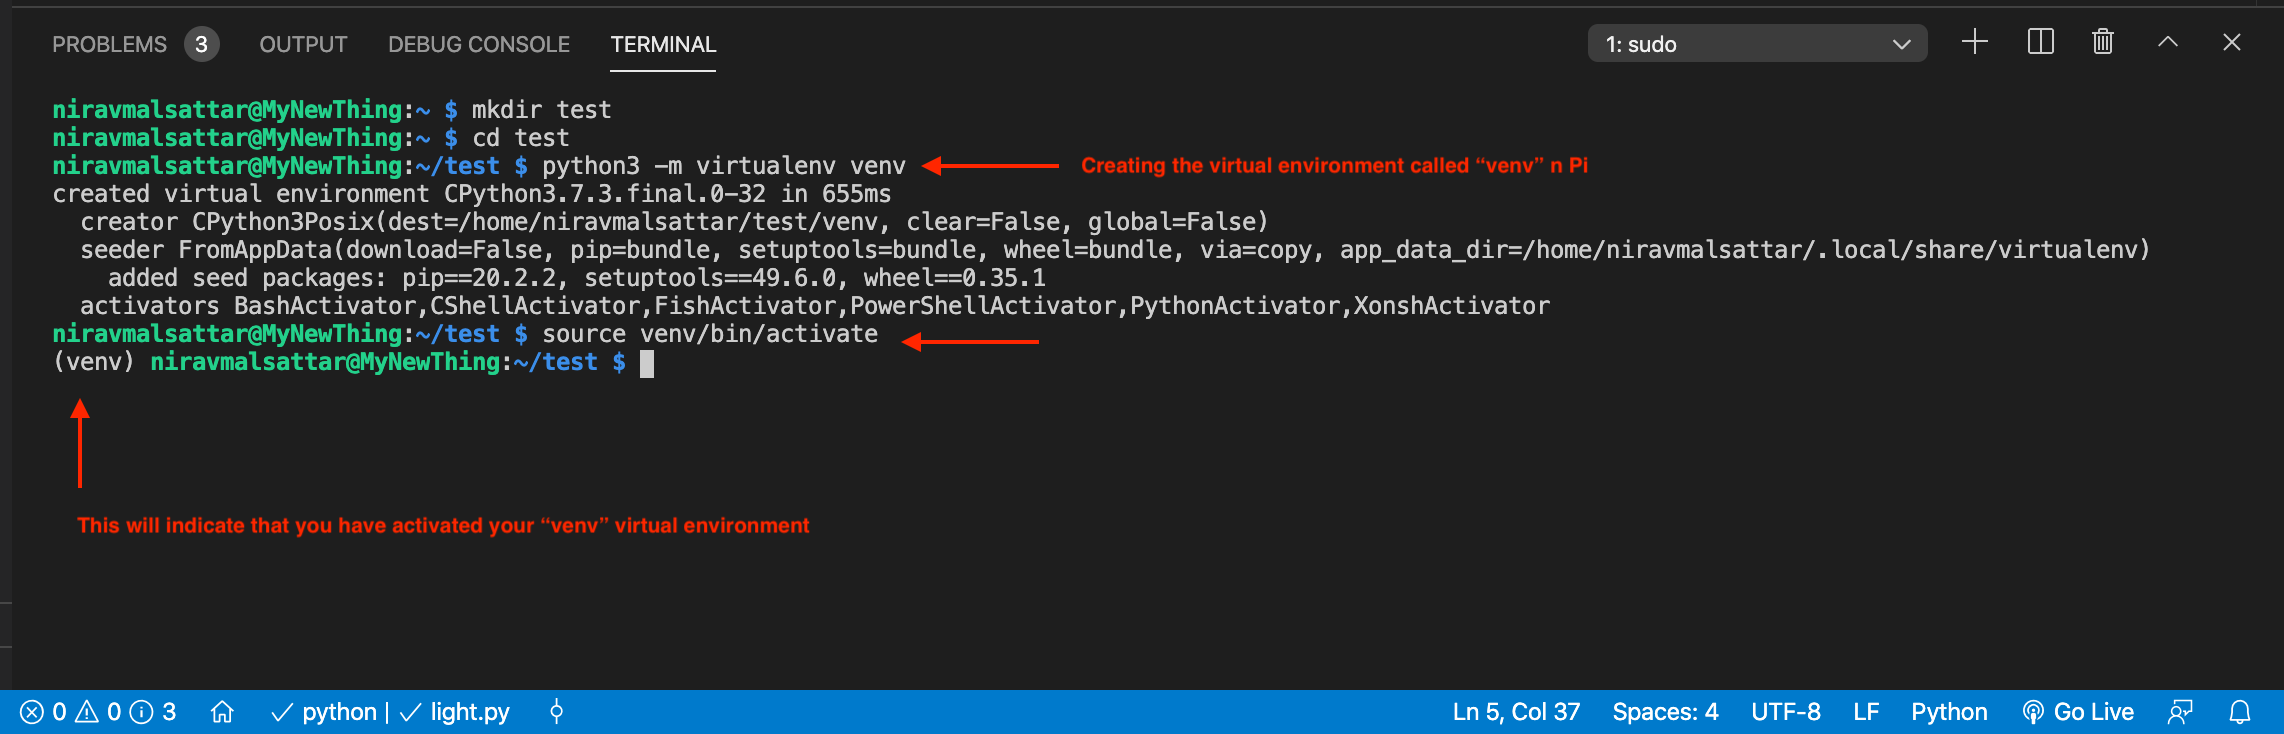 PROBLEMS 3 OUTPUT DEBUG CONSOLE TERMINAL 1: sudo
niravmalsattar@MyNewThing:~ $ mkdir test
niravmalsattar@MyNewThing:~ $ cd test
niravmalsattar@MyNewThing:~/test $ python3 -m virtualenv venv Creating the virtual environment called “venv” n Pi
created virtual environment CPython3.7.3.final.0-32 in 655ms
  creator CPython3Posix(dest=/home/niravmalsattar/test/venv, clear=False, global=False)
  seeder FromAppData(download=False, pip=bundle, setuptools=bundle, wheel=bundle, via=copy, app_data_dir=/home/niravmalsattar/.local/share/virtualenv)
    added seed packages: pip==20.2.2, setuptools==49.6.0, wheel==0.35.1
  activators BashActivator,CShellActivator,FishActivator,PowerShellActivator,PythonActivator,XonshActivator
niravmalsattar@MyNewThing:~/test $ source venv/bin/activate
(venv) niravmalsattar@MyNewThing:~/test $
This will indicate that you have activated your “venv” virtual environment
0 0 3 python | light.py Ln 5, Col 37 Spaces: 4 UTF-8 LF Python Go Live